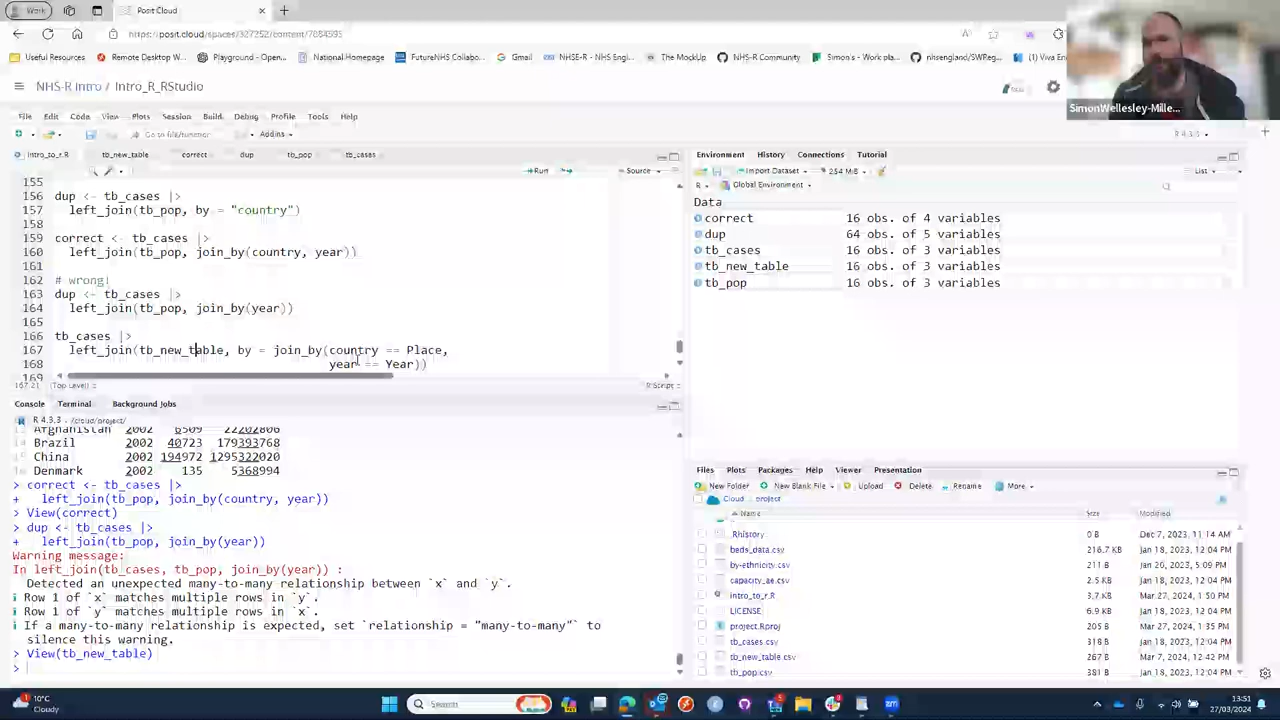 Work
Posit Cloud
https://posit.cloud/spaces/327252/content/7084595
Useful Resources
Remote Desktop W...
Playground - Open...
National-Homepage
FutureNHS Collabo...
Gmail
NHSE-R - NHS Engl...
The MockUp
NHS-R Community
Simon's - Work pla...
nhsengland/SWReg...
Viva En
NHS-R Intro / Intro_R_RStudio
SimonWellesley-Mille...
File Edit Code View Plots Session Build Debug Profile Tools Help
Go to file/function
Addins
R 4.3.3
intro_to_r.R
tb_new_table
correct
dup
tb_pop
tb_cases
Run
Source
155
156 dup <- tb_cases |>
157 left_join(tb_pop, by = "country")
158
159 correct <- tb_cases |>
160 left_join(tb_pop, join_by(country, year))
161
162 # wrong!
163 dup <- tb_cases |>
164 left_join(tb_pop, join_by(year))
165
166 tb_cases |>
167 left_join(tb_new_table, by = join_by(country == Place,
168 year == Year))
169
167:21 (Top Level)
R Script
Console Terminal Background Jobs
R 4.3.3 · /cloud/project/
Afghanistan 2002 6509 22202806
Brazil 2002 40723 179393768
China 2002 194972 1295322020
Denmark 2002 135 5368994
> correct <- tb_cases |>
+ left_join(tb_pop, join_by(country, year))
> View(correct)
> dup <- tb_cases |>
+ left_join(tb_pop, join_by(year))
Warning message:
In left_join(tb_cases, tb_pop, join_by(year)) :
Detected an unexpected many-to-many relationship between `x` and `y`.
i Row 1 of `x` matches multiple rows in `y`.
i Row 1 of `y` matches multiple rows in `x`.
i If a many-to-many relationship is expected, set `relationship = "many-to-many"` to
silence this warning.
> View(tb_new_table)
>
Environment History Connections Tutorial
Import Dataset
254 MiB
List
R
Global Environment
Data
correct 16 obs. of 4 variables
dup 64 obs. of 5 variables
tb_cases 16 obs. of 3 variables
tb_new_table 16 obs. of 3 variables
tb_pop 16 obs. of 3 variables
Files Plots Packages Help Viewer Presentation
New Folder New Blank File Upload Delete Rename More
Cloud project
Name Size Modified
.Rhistory 0 B Dec 7, 2023, 11:14 AM
beds_data.csv 216.7 KB Jan 18, 2023, 12:04 PM
by-ethnicity.csv 211 B Jan 26, 2023, 5:09 PM
capacity_ae.csv 2.5 KB Jan 18, 2023, 12:04 PM
intro_to_r.R 3.7 KB Mar 27, 2024, 1:50 PM
LICENSE 6.9 KB Jan 18, 2023, 12:04 PM
project.Rproj 205 B Mar 27, 2024, 1:35 PM
tb_cases.csv 318 B Jan 18, 2023, 12:04 PM
tb_new_table.csv 267 B Mar 7, 2024, 12:42 PM
tb_pop.csv 381 B Jan 18, 2023, 12:04 PM
10°C
Cloudy
Search
13:51
27/03/2024